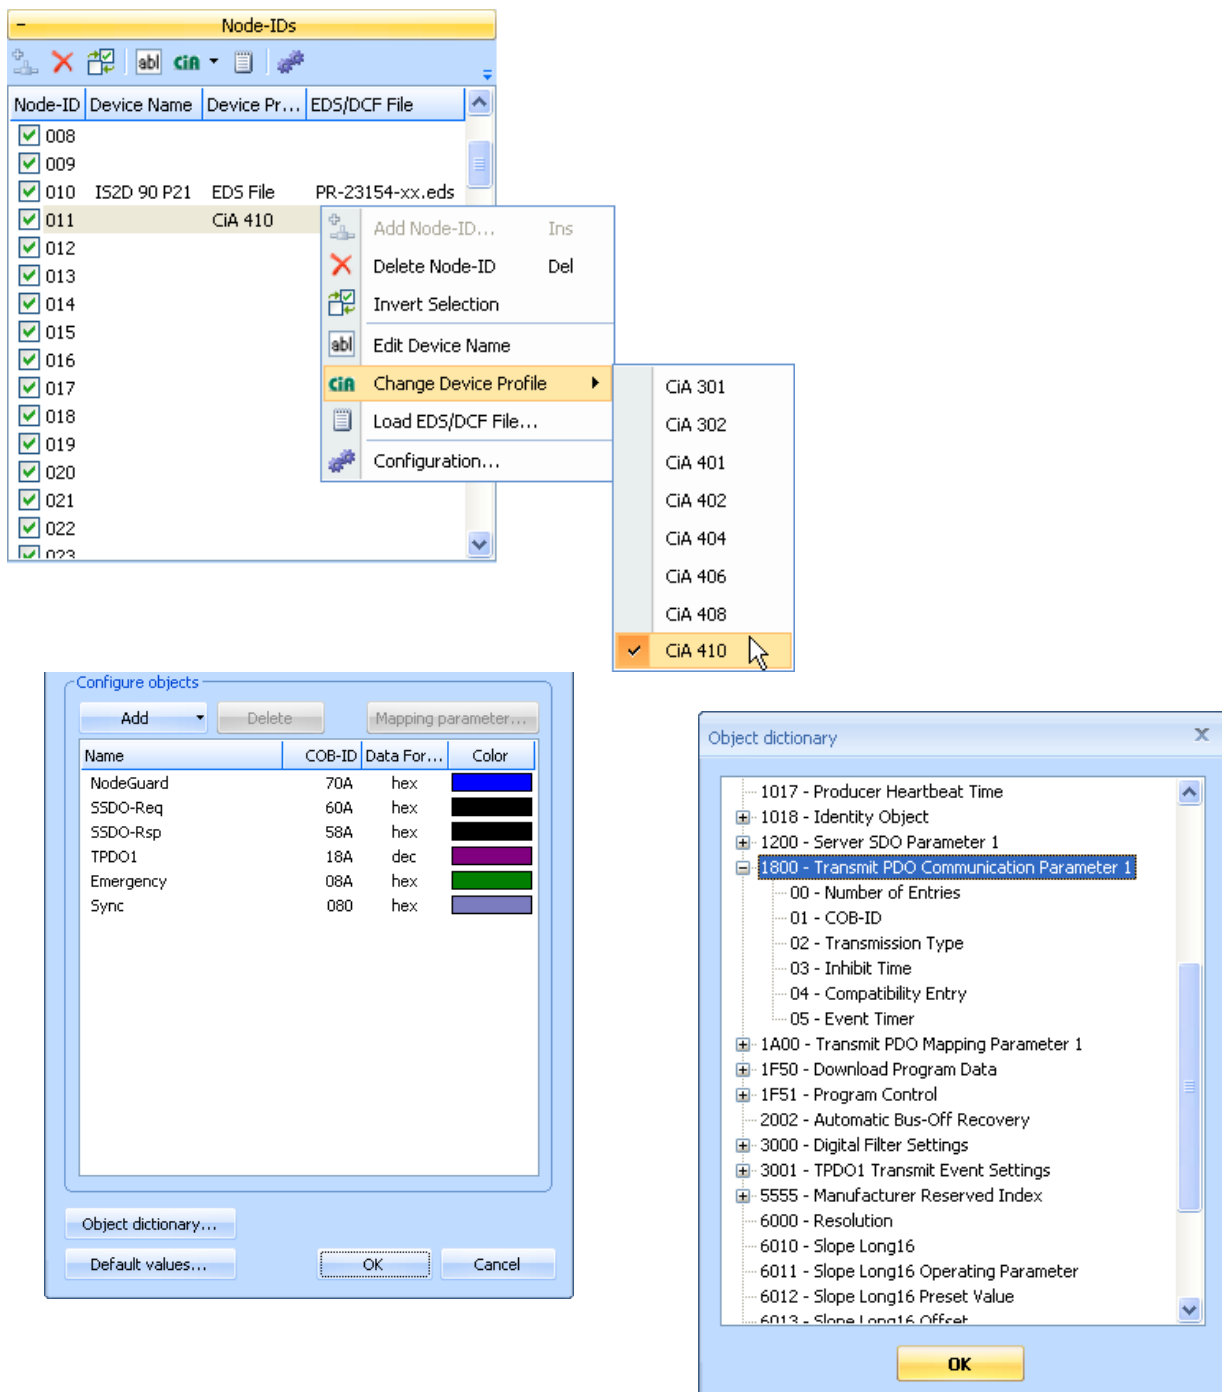 Node-IDs
abl CiA
Node-ID Device Name Device Pr... EDS/DCF File
008
009
010 IS2D 90 P21 EDS File PR-23154-xx.eds
011 CiA 410
012
013
014
015
016
017
018
019
020
021
022
023
Add Node-ID... Ins
Delete Node-ID Del
Invert Selection
abl Edit Device Name
CiA Change Device Profile
Load EDS/DCF File...
Configuration...
CiA 301
CiA 302
CiA 401
CiA 402
CiA 404
CiA 406
CiA 408
CiA 410
Configure objects
Add Delete Mapping parameter...
Name COB-ID Data For... Color
NodeGuard 70A hex
SSDO-Req 60A hex
SSDO-Rsp 58A hex
TPDO1 18A dec
Emergency 08A hex
Sync 080 hex
Object dictionary...
Default values... OK Cancel
Object dictionary
1017 - Producer Heartbeat Time
1018 - Identity Object
1200 - Server SDO Parameter 1
1800 - Transmit PDO Communication Parameter 1
00 - Number of Entries
01 - COB-ID
02 - Transmission Type
03 - Inhibit Time
04 - Compatibility Entry
05 - Event Timer
1A00 - Transmit PDO Mapping Parameter 1
1F50 - Download Program Data
1F51 - Program Control
2002 - Automatic Bus-Off Recovery
3000 - Digital Filter Settings
3001 - TPDO1 Transmit Event Settings
5555 - Manufacturer Reserved Index
6000 - Resolution
6010 - Slope Long16
6011 - Slope Long16 Operating Parameter
6012 - Slope Long16 Preset Value
6013 - Slope Long16 Offset
OK